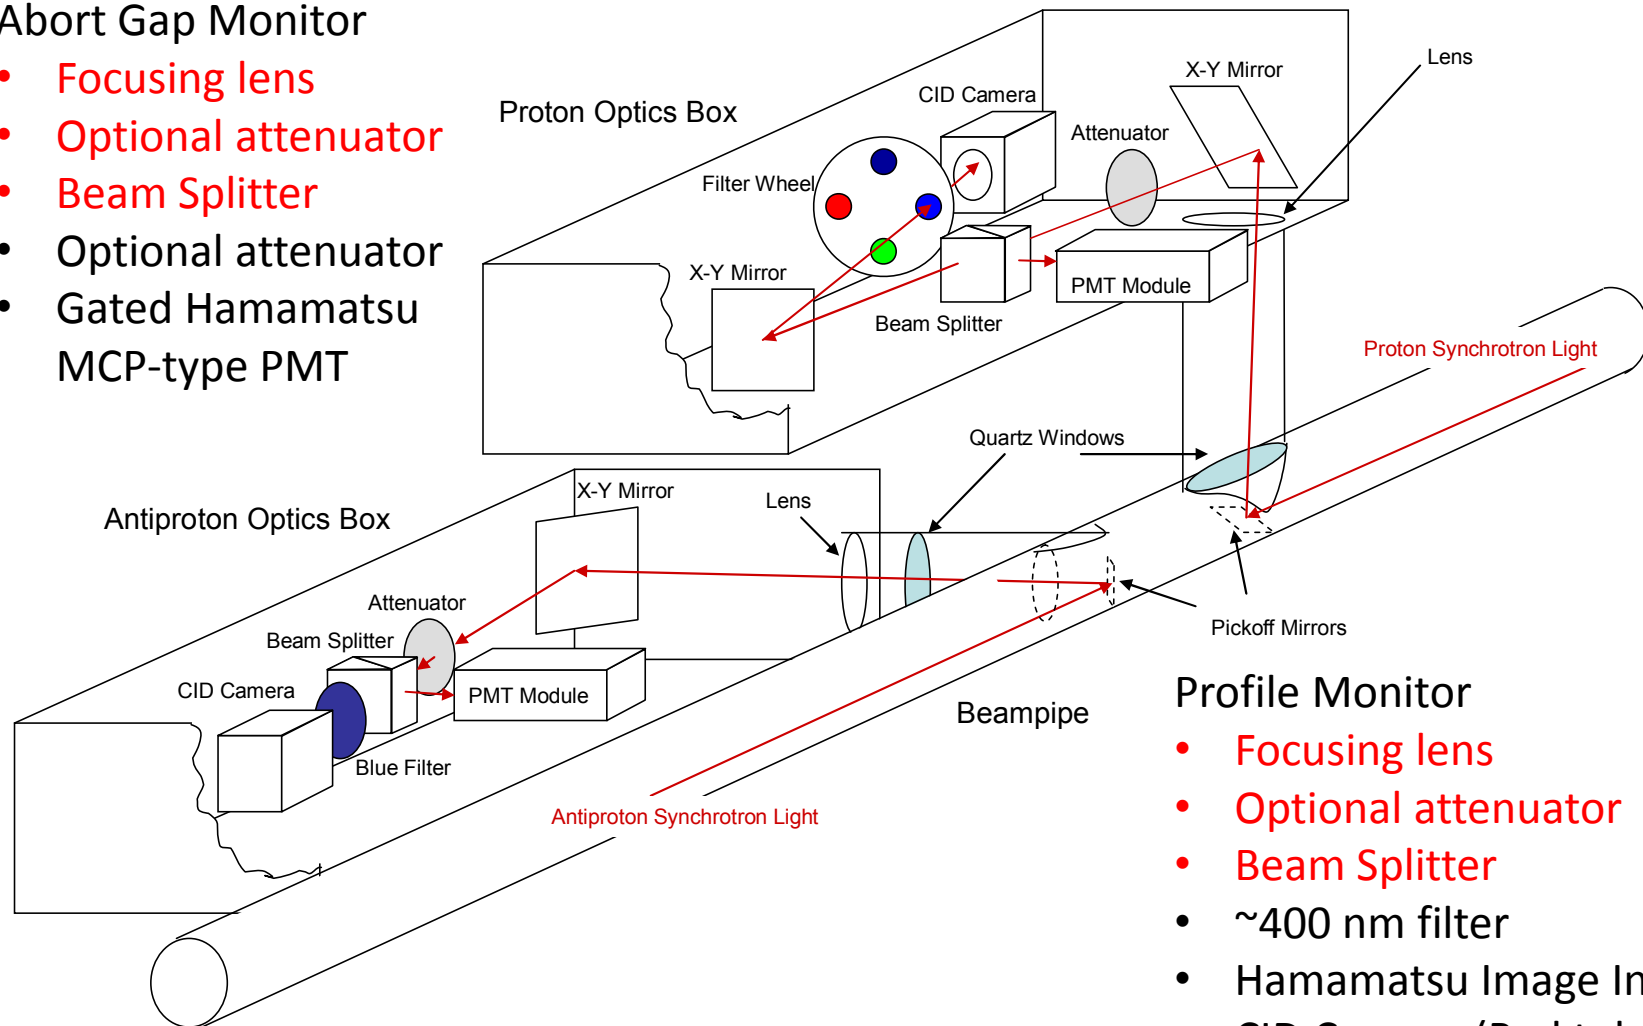 Abort Gap Monitor
• Focusing lens
• Optional attenuator
• Beam Splitter
• Optional attenuator
• Gated Hamamatsu
MCP-type PMT
Proton Optics Box
CID Camera
X-Y Mirror
Lens
Attenuator
Filter Wheel
X-Y Mirror
PMT Module
Beam Splitter
Proton Synchrotron Light
Quartz Windows
X-Y Mirror
Lens
Antiproton Optics Box
Attenuator
Pickoff Mirrors
Beam Splitter
CID Camera
PMT Module
Beampipe
Blue Filter
Antiproton Synchrotron Light
Profile Monitor
• Focusing lens
• Optional attenuator
• Beam Splitter
• ~400 nm filter
• Hamamatsu Image
CID Camera